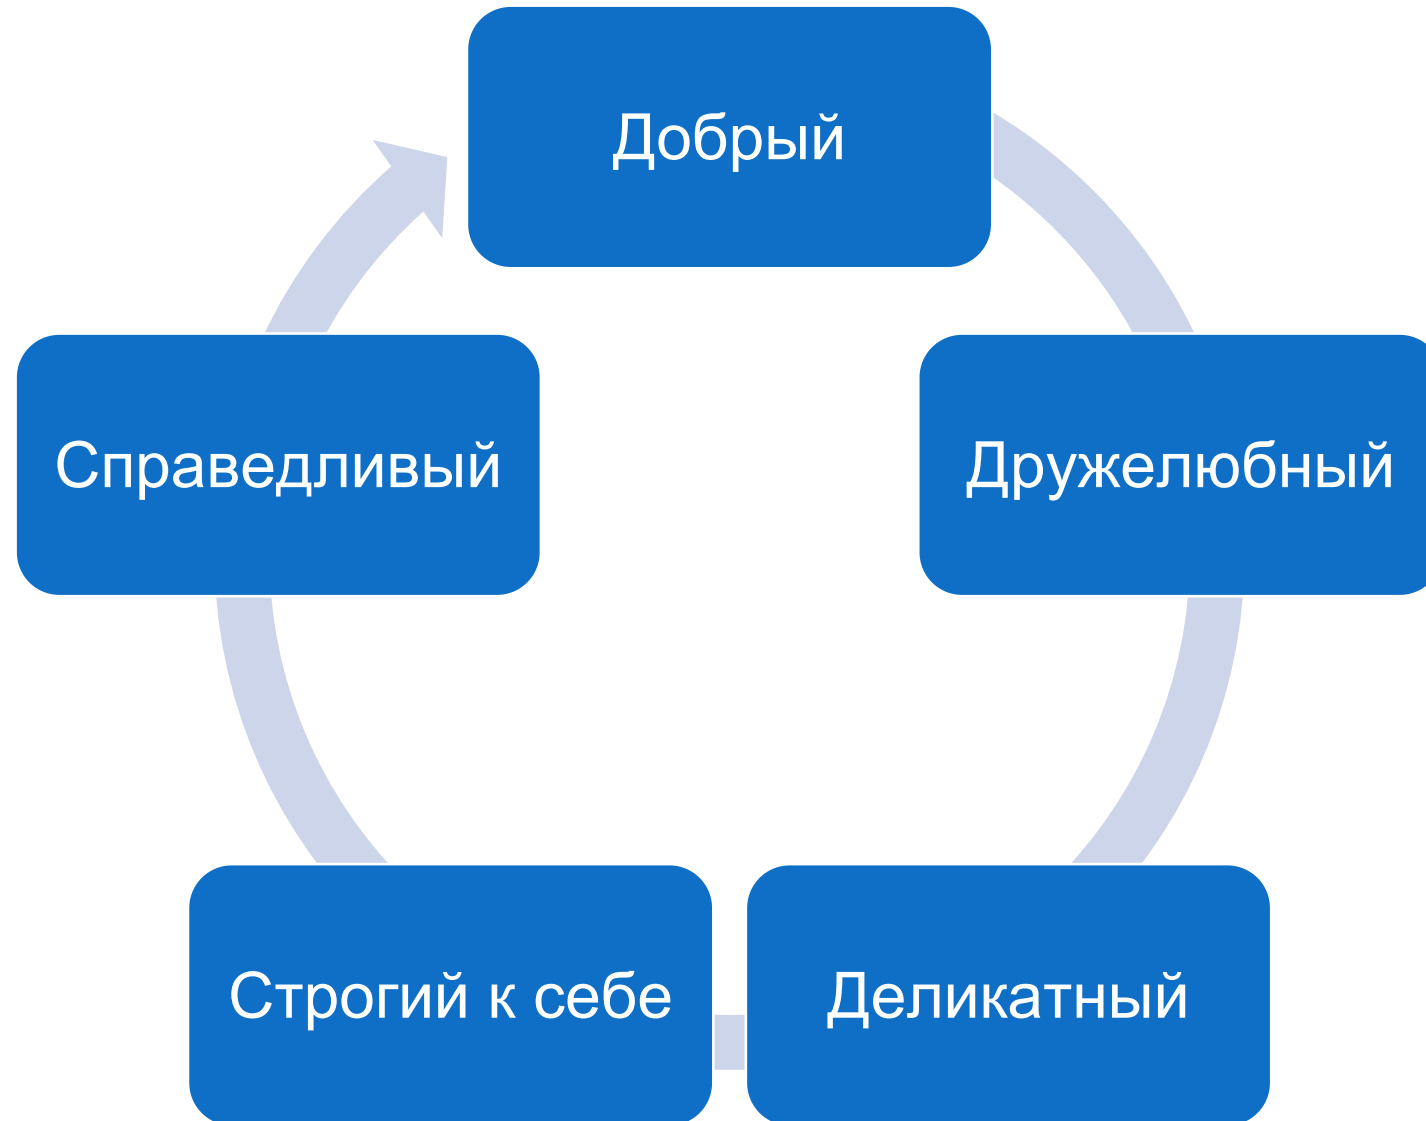 Добрый
Дружелюбный
Деликатный
Строгий к себе
Справедливый